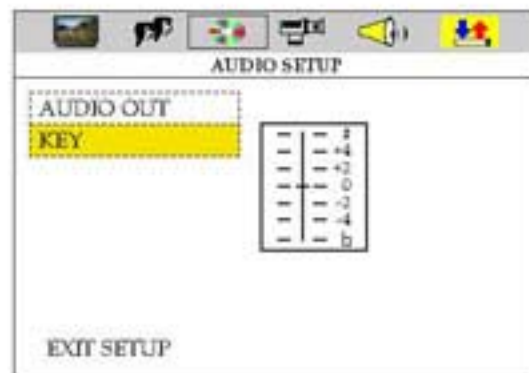 AUDIO SETUP
AUDIO OUT
KEY
#
+4
+2
0
-2
-4
b
EXIT SETUP